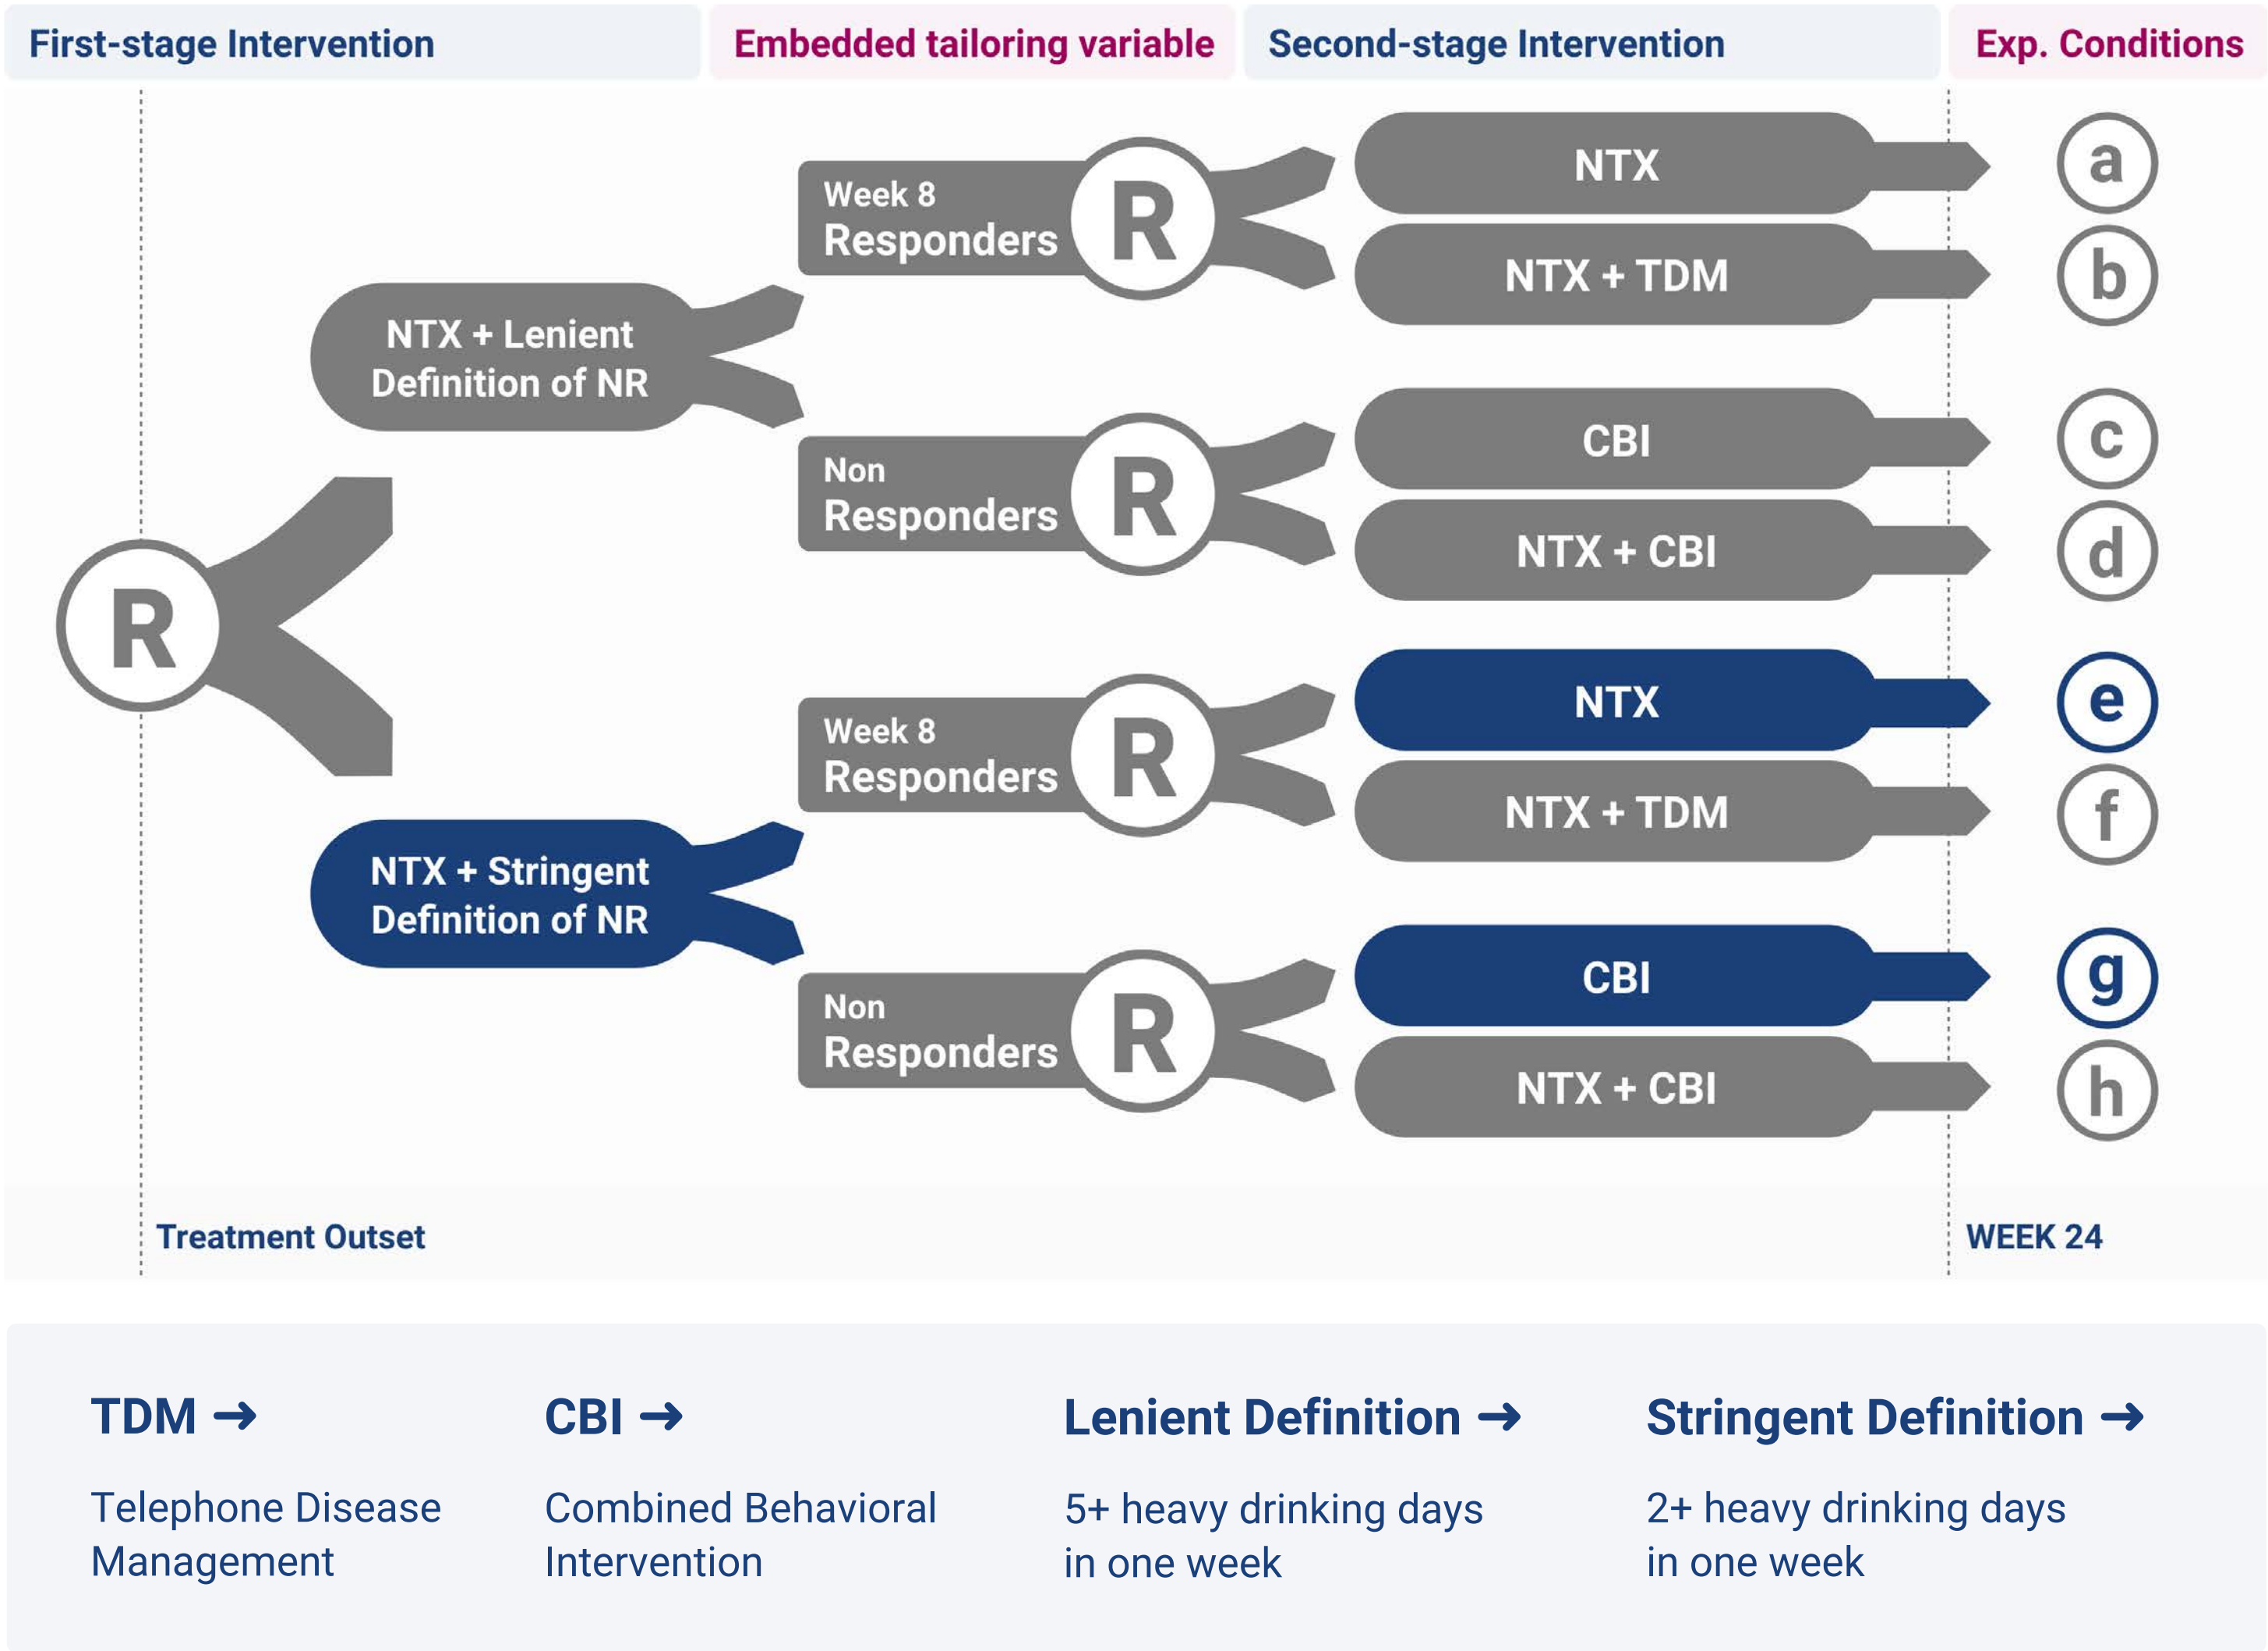 First-stage Intervention
Embedded tailoring variable
Second-stage Intervention
Exp. Conditions
R
NTX + Lenient
Definition of NR
Week 8
Responders
R
NTX
a
NTX + TDM
b
Non
Responders
R
CBI
c
NTX + CBI
d
NTX + Stringent
Definition of NR
Week 8
Responders
R
NTX
e
NTX + TDM
f
Non
Responders
R
CBI
g
NTX + CBI
h
Treatment Outset
WEEK 24
TDM →
Telephone Disease
Management
CBI →
Combined Behavioral
Intervention
Lenient Definition →
5+ heavy drinking days
in one week
Stringent Definition →
2+ heavy drinking days
in one week